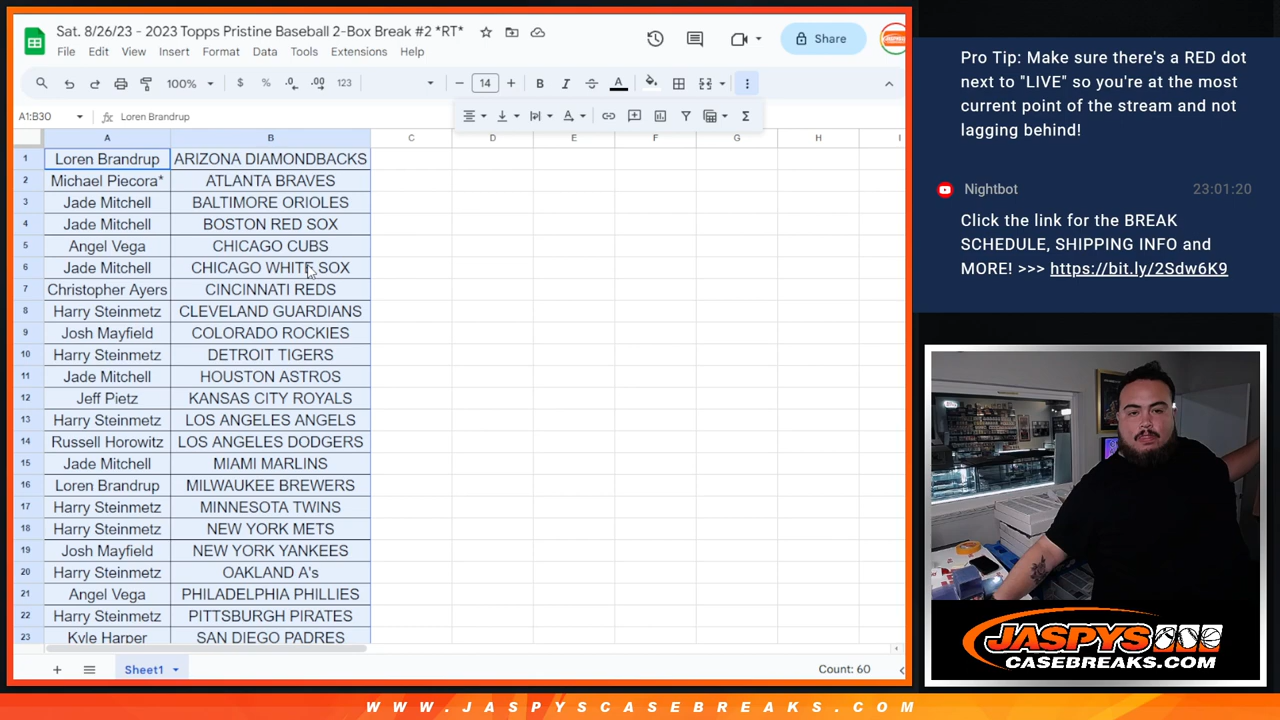 Sat. 8/26/23 - 2023 Topps Pristine Baseball 2-Box Break #2 *RT*
File Edit View Insert Format Data Tools Extensions Help
Share
JASPYS
100% $ % .0 .00 123 14 B I S A
A1:B30 fx Loren Brandrup
A B C D E F G H I
1 Loren Brandrup ARIZONA DIAMONDBACKS
2 Michael Piecora* ATLANTA BRAVES
3 Jade Mitchell BALTIMORE ORIOLES
4 Jade Mitchell BOSTON RED SOX
5 Angel Vega CHICAGO CUBS
6 Jade Mitchell CHICAGO WHITE SOX
7 Christopher Ayers CINCINNATI REDS
8 Harry Steinmetz CLEVELAND GUARDIANS
9 Josh Mayfield COLORADO ROCKIES
10 Harry Steinmetz DETROIT TIGERS
11 Jade Mitchell HOUSTON ASTROS
12 Jeff Pietz KANSAS CITY ROYALS
13 Harry Steinmetz LOS ANGELES ANGELS
14 Russell Horowitz LOS ANGELES DODGERS
15 Jade Mitchell MIAMI MARLINS
16 Loren Brandrup MILWAUKEE BREWERS
17 Harry Steinmetz MINNESOTA TWINS
18 Harry Steinmetz NEW YORK METS
19 Josh Mayfield NEW YORK YANKEES
20 Harry Steinmetz OAKLAND A's
21 Angel Vega PHILADELPHIA PHILLIES
22 Harry Steinmetz PITTSBURGH PIRATES
23 Kyle Harper SAN DIEGO PADRES
Sheet1
Count: 60
Pro Tip: Make sure there's a RED dot
next to "LIVE" so you're at the most
current point of the stream and not
lagging behind!
Nightbot 23:01:20
Click the link for the BREAK
SCHEDULE, SHIPPING INFO and
MORE! >>> https://bit.ly/2Sdw6K9
JASPYS
CASEBREAKS.COM
WWW.JASPYSCASEBREAKS.COM